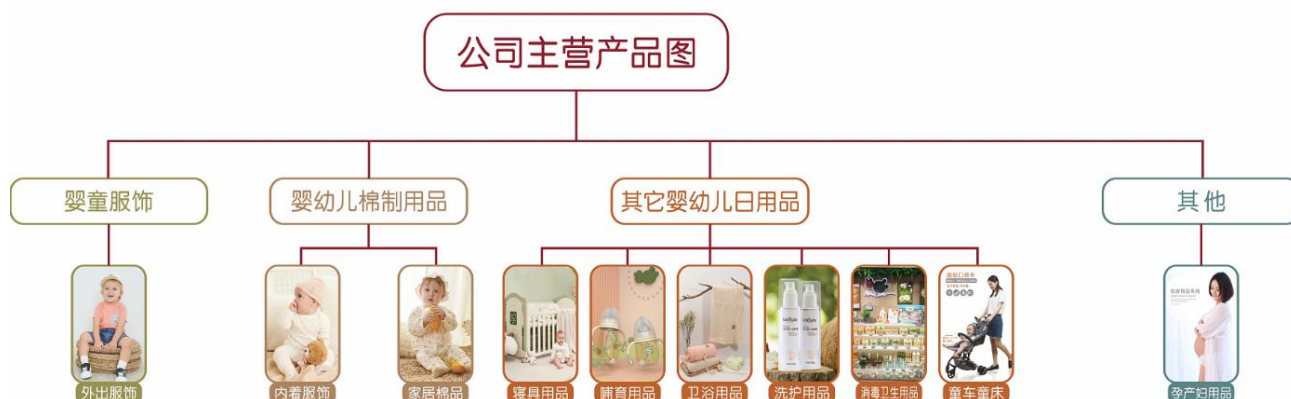 公司主营产品图
婴童服饰
婴幼儿棉制用品
其它婴幼儿日用品
其他
外出服饰
内着服饰
家居棉品
寝具用品
哺育用品
卫浴用品
洗护用品
消毒卫生用品
童车童床
孕产妇用品